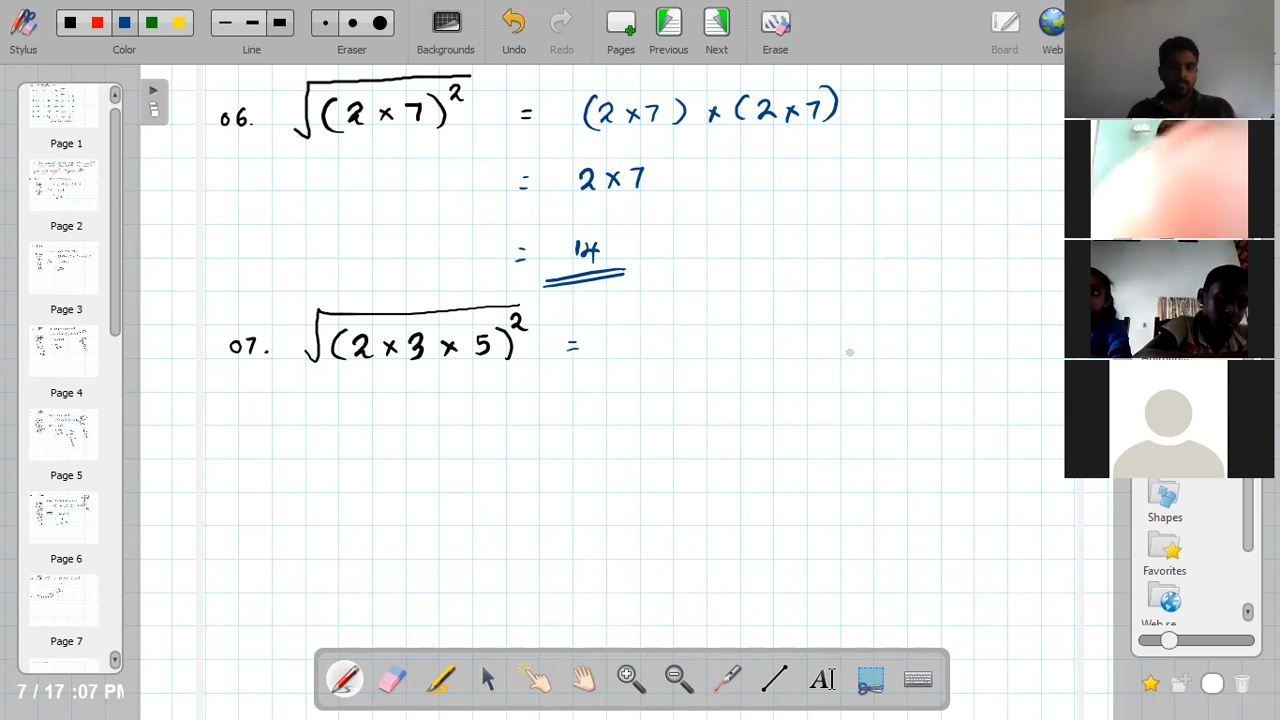 Stylus
Color
Line
Eraser
Backgrounds
Undo
Redo
Pages
Previous
Next
Erase
Board
Web
Page 1
Page 2
Page 3
Page 4
Page 5
Page 6
Page 7
7 / 17 :07 PM
06. √(2 × 7)² = (2 × 7) × (2 × 7)
= 2 × 7
= 14
07. √(2 × 3 × 5)² =
Shapes
Favorites
Web se